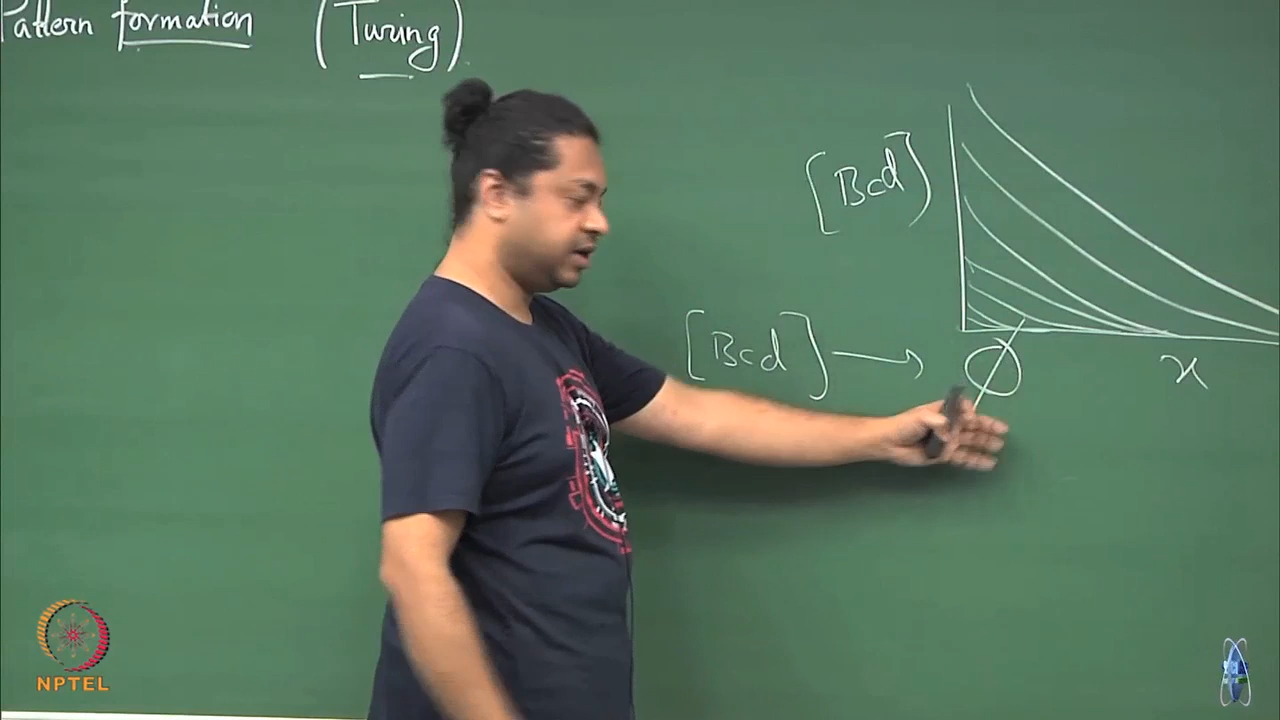 Pattern formation (Turing)
[Bcd]
[Bcd] → ϕ
x
NPTEL